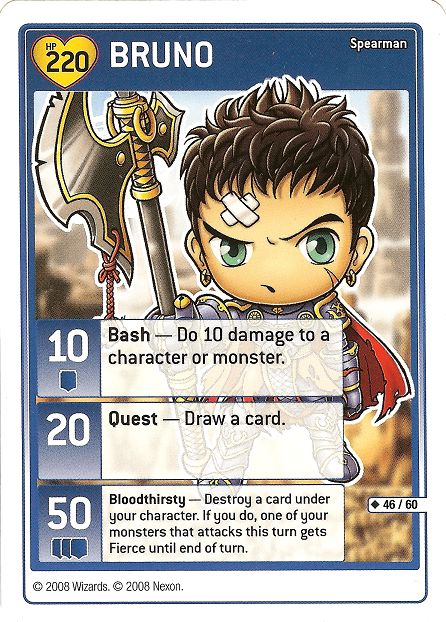 HP
220
BRUNO
Spearman
10
Bash — Do 10 damage to a
character or monster.
20
Quest — Draw a card.
50
Bloodthirsty — Destroy a card under
your character. If you do, one of your
monsters that attacks this turn gets
Fierce until end of turn.
◆ 46 / 60
© 2008 Wizards. © 2008 Nexon.